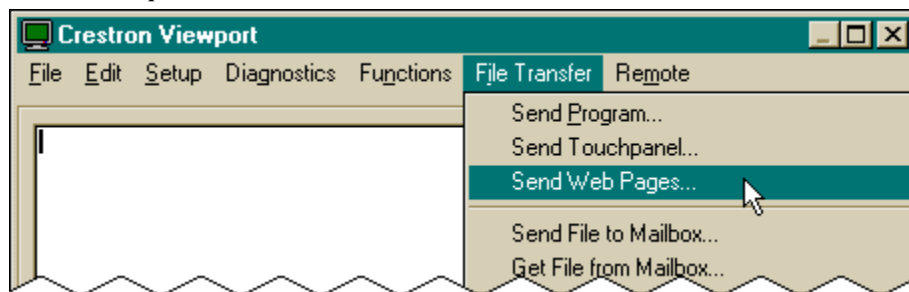 Crestron Viewport
File Edit Setup Diagnostics Functions File Transfer Remote
Send Program...
Send Touchpanel...
Send Web Pages...
Send File to Mailbox...
Get File from Mailbox...